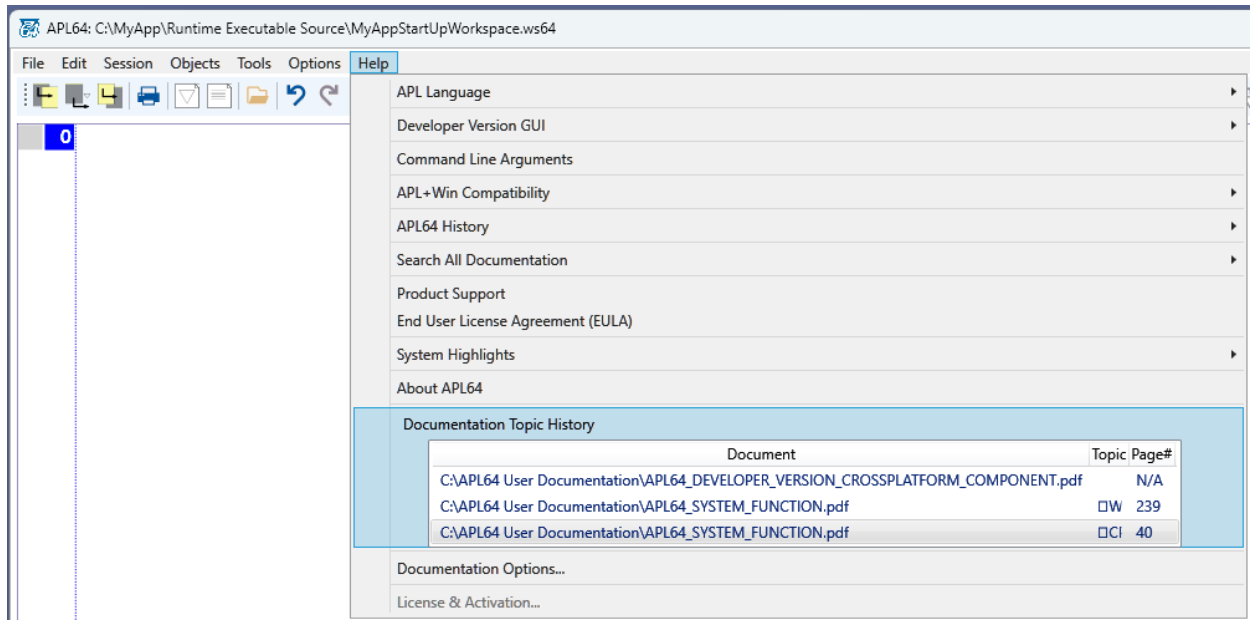 APL64: C:\MyApp\Runtime Executable Source\MyAppStartUpWorkspace.ws64
File Edit Session Objects Tools Options Help
0
APL Language
Developer Version GUI
Command Line Arguments
APL+Win Compatibility
APL64 History
Search All Documentation
Product Support
End User License Agreement (EULA)
System Highlights
About APL64
Documentation Topic History
Document Topic Page#
C:\APL64 User Documentation\APL64_DEVELOPER_VERSION_CROSSPLATFORM_COMPONENT.pdf N/A
C:\APL64 User Documentation\APL64_SYSTEM_FUNCTION.pdf ⎕W 239
C:\APL64 User Documentation\APL64_SYSTEM_FUNCTION.pdf 40
Documentation Options...
License & Activation...